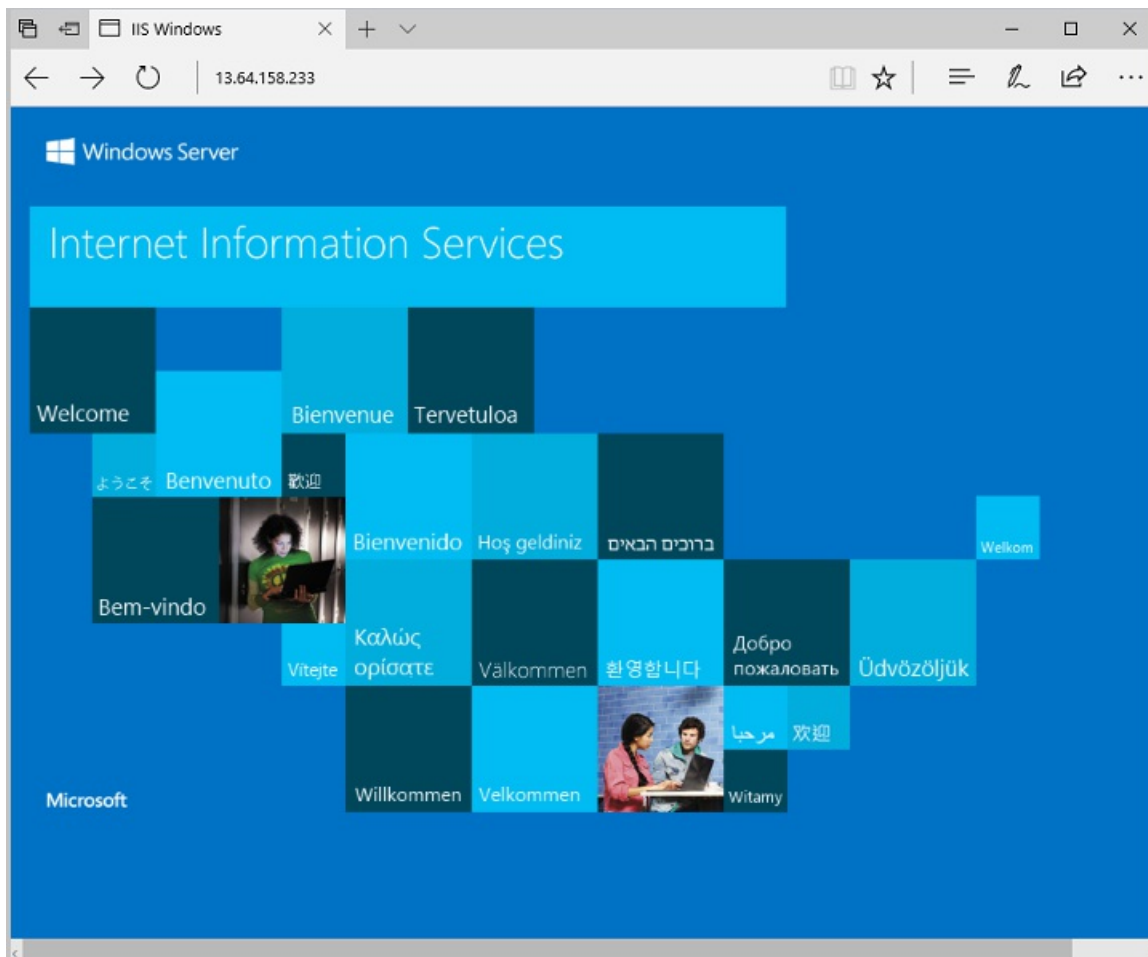 IIS Windows
13.64.158.233
Windows Server
Internet Information Services
Welcome
Bienvenue
Tervetuloa
ようこそ
Benvenuto
歡迎
Bienvenido
Hoş geldiniz
ברוכים הבאים
Welkom
Bem-vindo
Vítejte
Καλώς
ορίσατε
Välkommen
환영합니다
Добро
пожаловать
Üdvözöljük
مرحبا
欢迎
Microsoft
Willkommen
Velkommen
Witamy